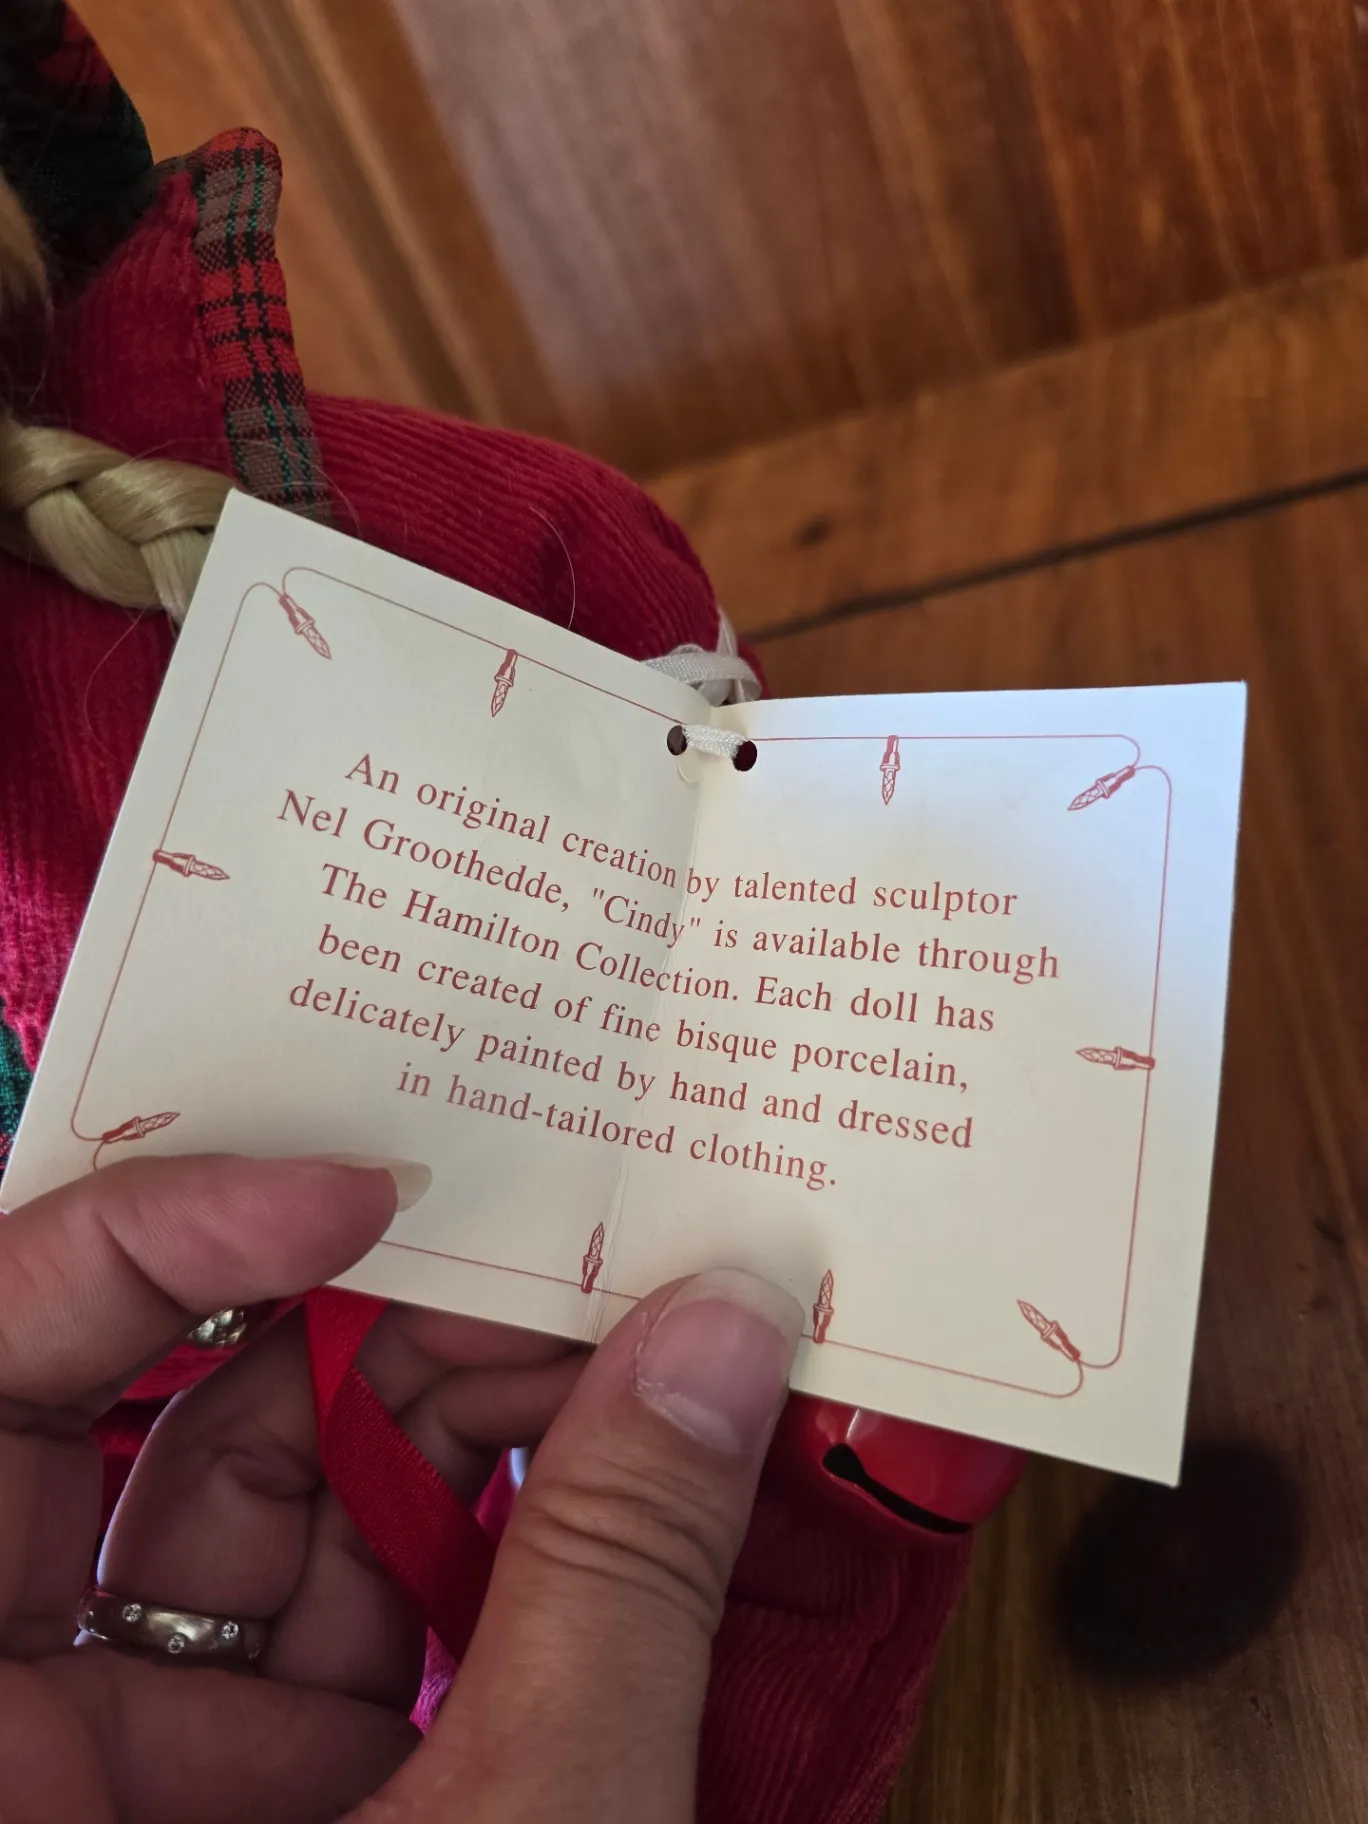 An original creation by talented sculptor
Nel Groothedde, "Cindy" is available through
The Hamilton Collection. Each doll has
been created of fine bisque porcelain,
delicately painted by hand and dressed
in hand-tailored clothing.